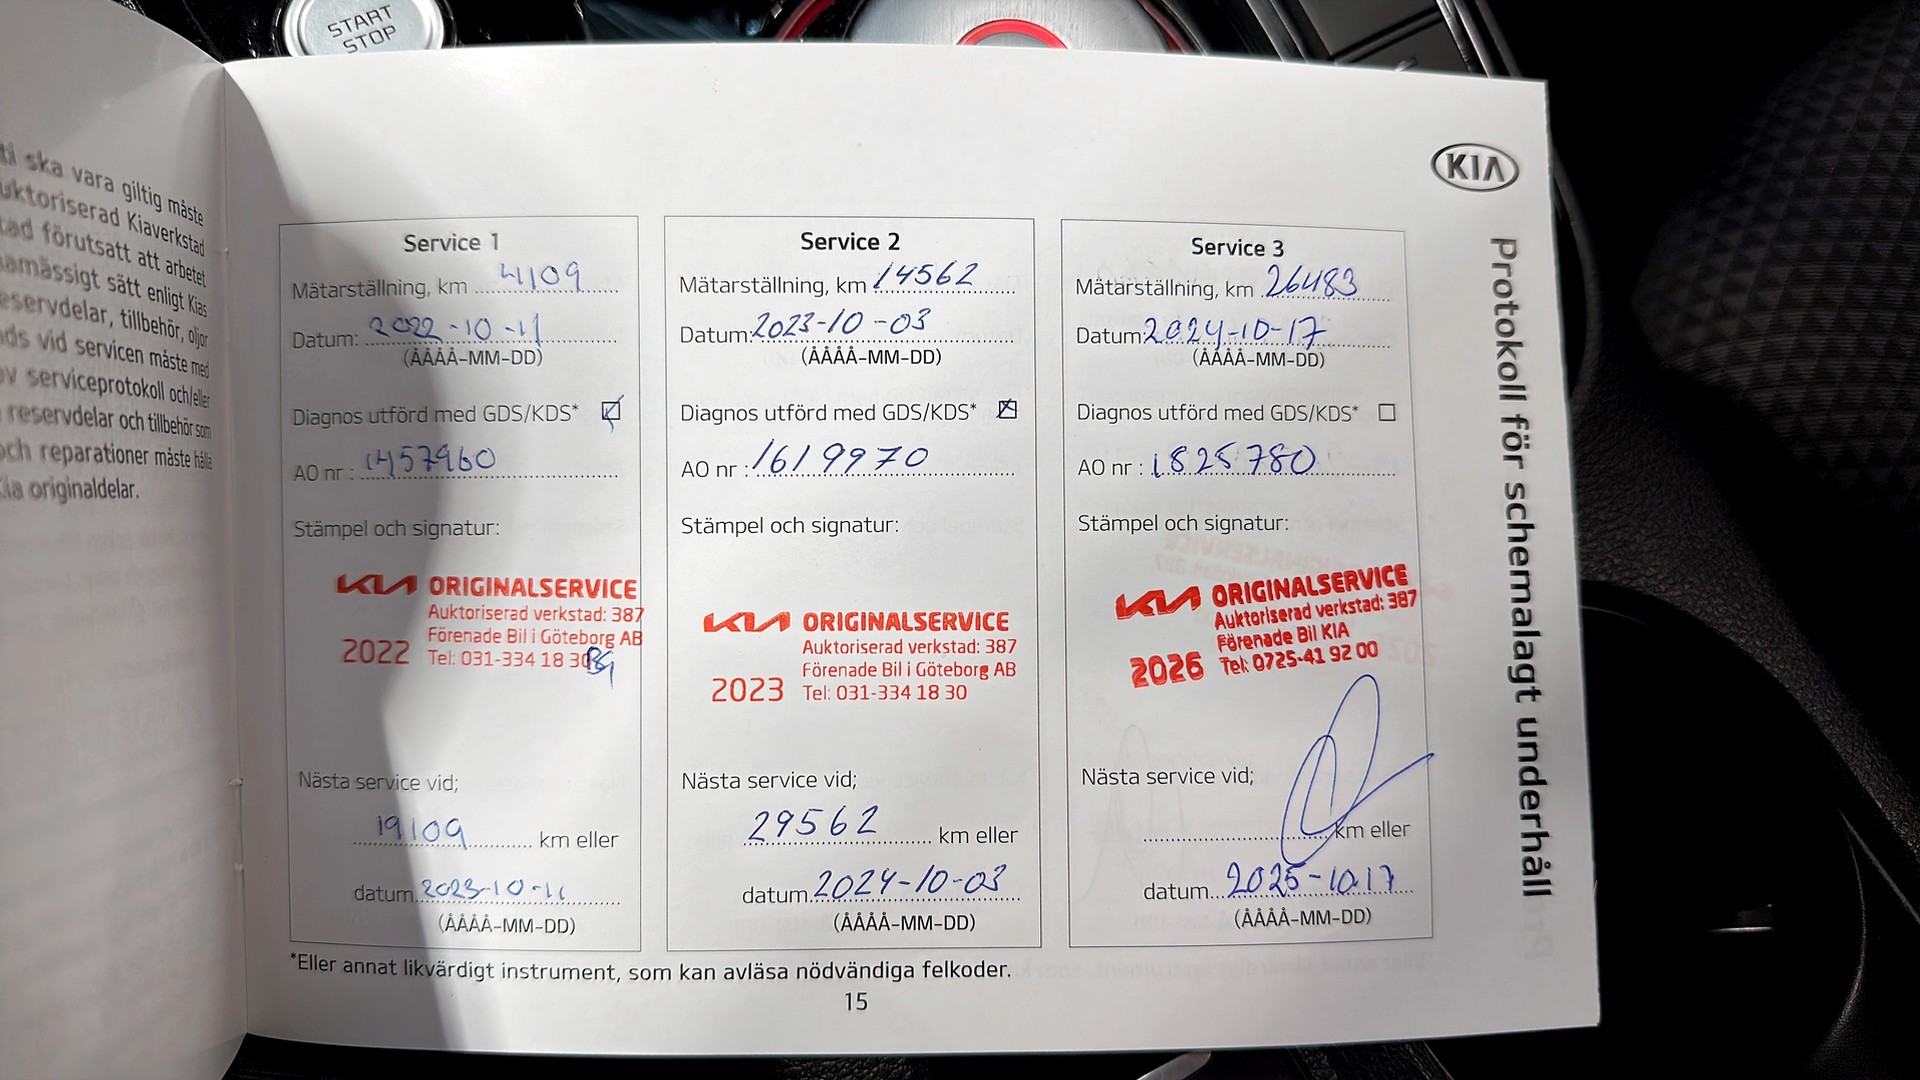 START
STOP
ti ska vara giltig måste
uktoriserad Kiaverkstad
tad förutsatt att arbetet
amässigt sätt enligt Kias
eservdelar, tillbehör, oljor
ds vid servicen måste med
av serviceprotokoll och/eller
reservdelar och tillbehör som
och reparationer måste hålla
Kia originaldelar.
KIA
Protokoll för schemalagt underhåll
Service 1
Mätarställning, km 4109
Datum: 2022-10-11
(ÅÅÅÅ-MM-DD)
Diagnos utförd med GDS/KDS*
AO nr: 1457960
Stämpel och signatur:
KIA ORIGINALSERVICE
Auktoriserad verkstad: 387
Förenade Bil i Göteborg AB
2022 Tel: 031-334 18 30
Nästa service vid;
19109 km eller
datum 2023-10-11
(ÅÅÅÅ-MM-DD)
Service 2
Mätarställning, km 14562
Datum: 2023-10-03
(ÅÅÅÅ-MM-DD)
Diagnos utförd med GDS/KDS*
AO nr: 1619970
Stämpel och signatur:
KIA ORIGINALSERVICE
Auktoriserad verkstad: 387
Förenade Bil i Göteborg AB
2023 Tel: 031-334 18 30
Nästa service vid;
29562 km eller
datum 2024-10-03
(ÅÅÅÅ-MM-DD)
Service 3
Mätarställning, km 26483
Datum: 2024-10-17
(ÅÅÅÅ-MM-DD)
Diagnos utförd med GDS/KDS*
AO nr: 1825780
Stämpel och signatur:
KIA ORIGINALSERVICE
Auktoriserad verkstad: 387
Förenade Bil KIA
2026 Tel: 0725-41 92 00
Nästa service vid;
km eller
datum 2025-10-17
(ÅÅÅÅ-MM-DD)
*Eller annat likvärdigt instrument, som kan avläsa nödvändiga felkoder.
15